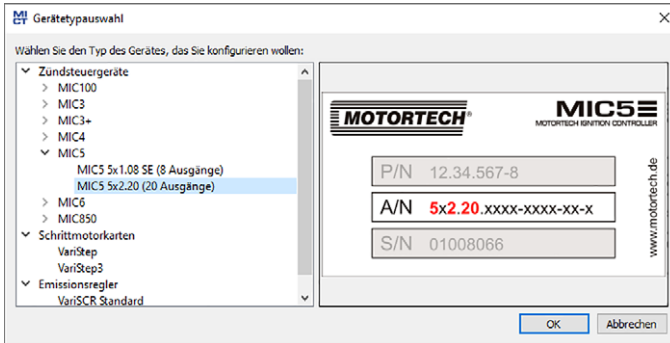 MICT Gerätetypauswahl
Wählen Sie den Typ des Gerätes, das Sie konfigurieren wollen:
Zündsteuergeräte
MIC100
MIC3
MIC3+
MIC4
MIC5
MIC5 5x1.08 SE (8 Ausgänge)
MIC5 5x2.20 (20 Ausgänge)
MIC6
MIC850
Schrittmotorkarten
VariStep
VariStep3
Emissionsregler
VariSCR Standard
MOTORTECH®
MIC5
MOTORTECH IGNITION CONTROLLER
P/N 12.34.567-8
A/N 5x2.20.xxxx-xxxx-xx-x
S/N 01008066
www.motortech.de
OK Abbrechen